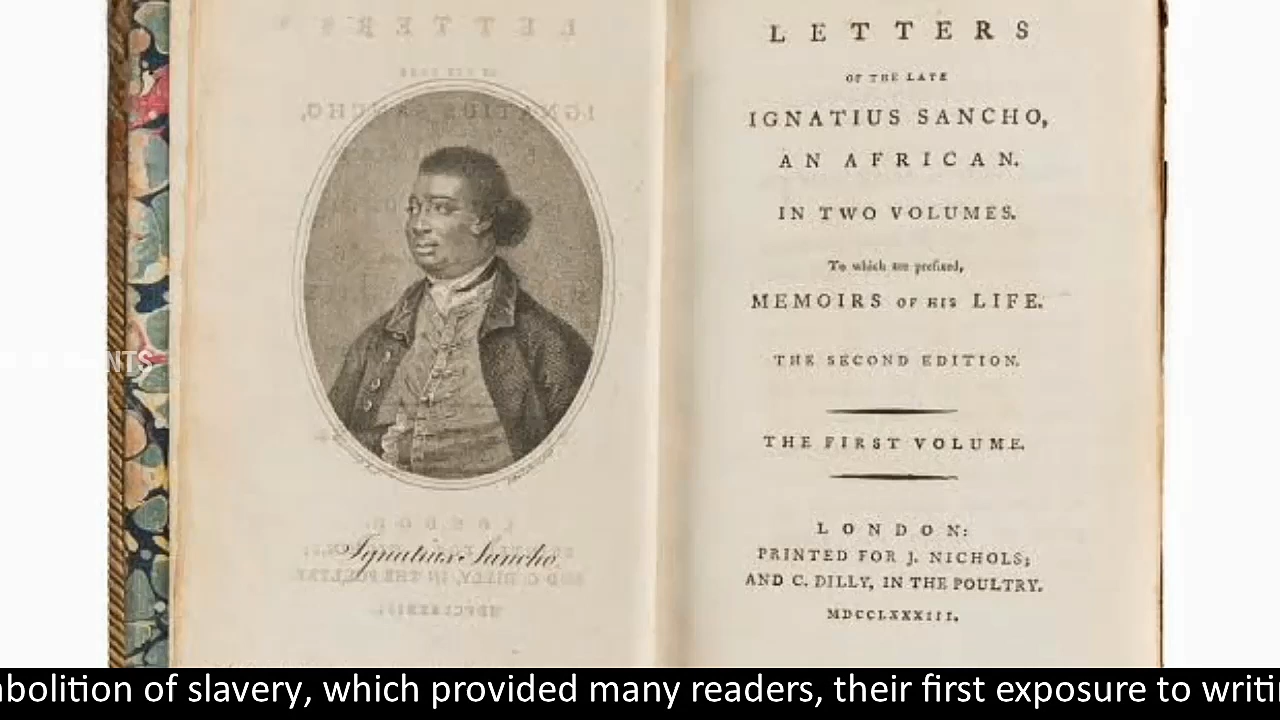 LETTERS
OF THE LATE
IGNATIUS SANCHO,
AN AFRICAN.
IN TWO VOLUMES.
To which are prefixed,
MEMOIRS OF HIS LIFE.
THE SECOND EDITION.
THE FIRST VOLUME.
LONDON:
PRINTED FOR J. NICHOLS;
AND C. DILLY, IN THE POULTRY.
MDCCLXXXIII.
Ignatius Sancho.
of slavery, which provided many readers, their first exposure to